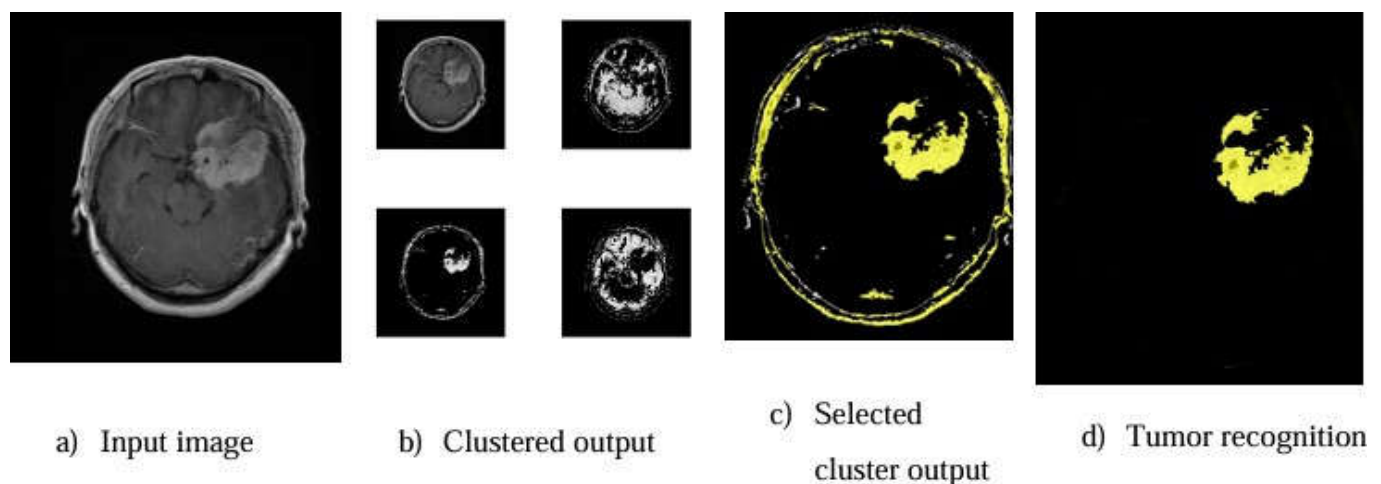 a) Input image
b) Clustered output
c) Selected
cluster output
d) Tumor recognition